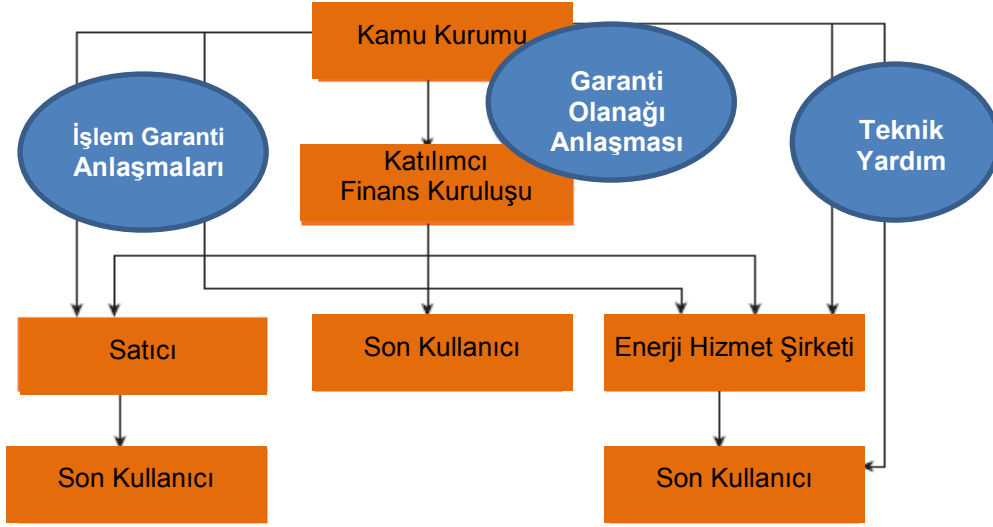 Kamu Kurumu
Garanti
Olanağı
Anlaşması
İşlem Garanti
Anlaşmaları
Teknik
Yardım
Katılımcı
Finans Kuruluşu
Satıcı
Son Kullanıcı
Enerji Hizmet Şirketi
Son Kullanıcı
Son Kullanıcı